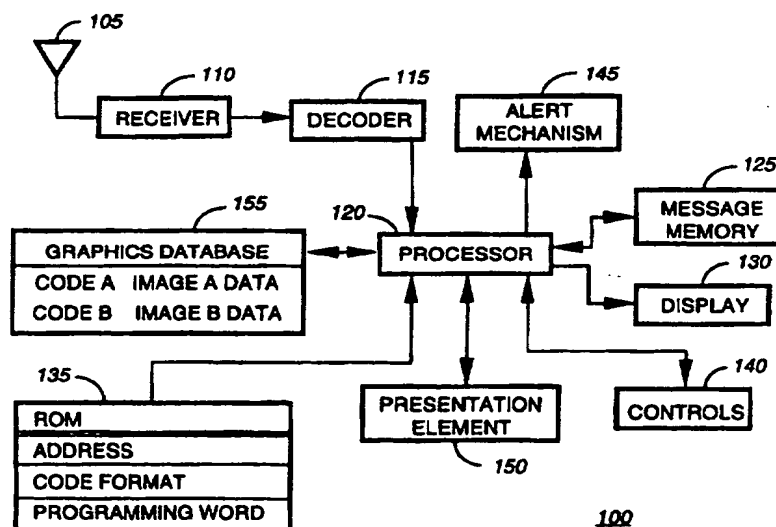 105
110
RECEIVER
115
DECODER
145
ALERT
MECHANISM
125
MESSAGE
MEMORY
155
GRAPHICS DATABASE
CODE A IMAGE A DATA
CODE B IMAGE B DATA
120
PROCESSOR
130
DISPLAY
135
ROM
ADDRESS
CODE FORMAT
PROGRAMMING WORD
PRESENTATION
ELEMENT
150
140
CONTROLS
100